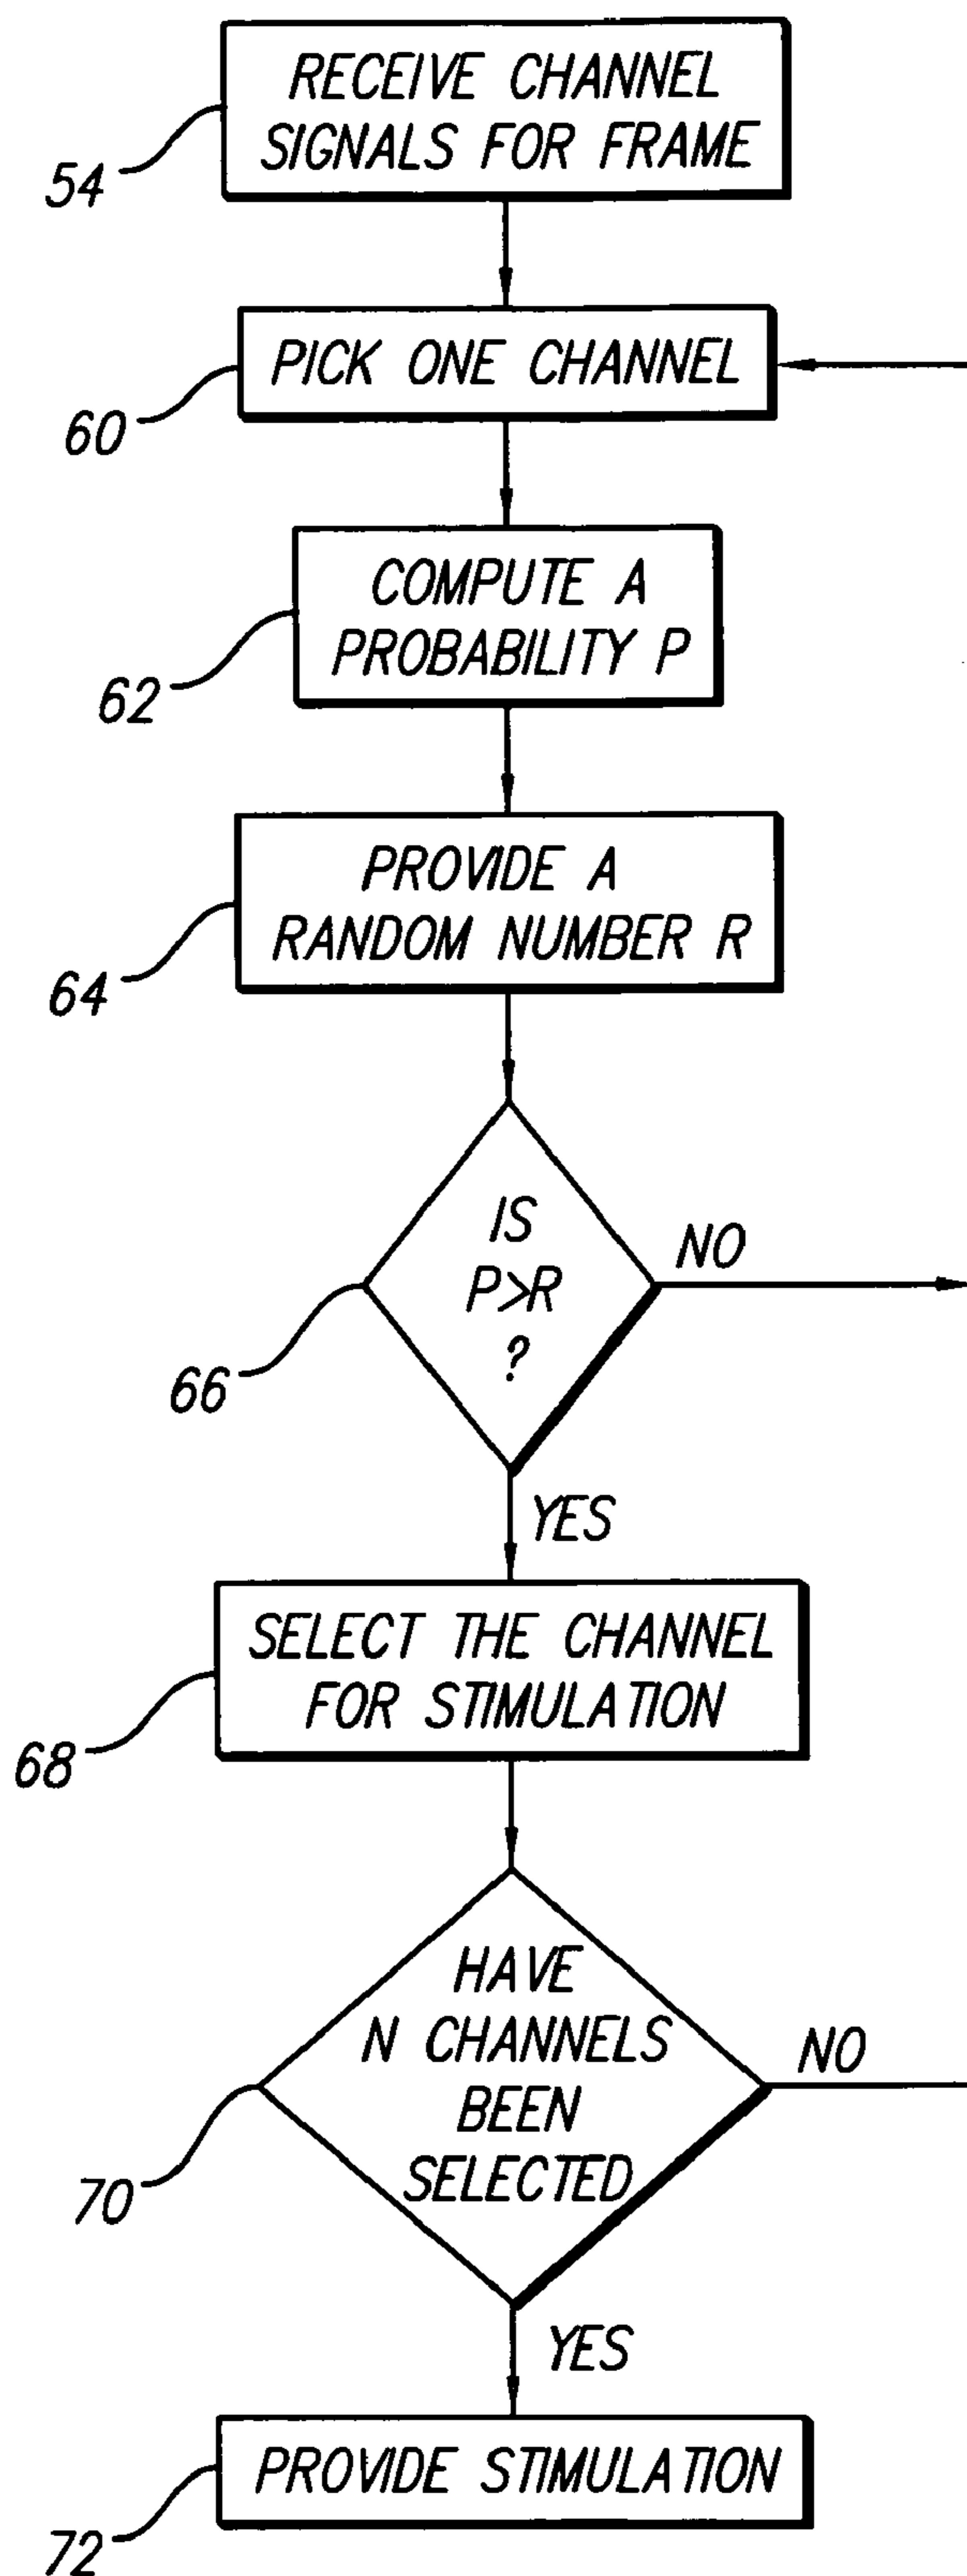 RECEIVE CHANNEL
SIGNALS FOR FRAME
54
PICK ONE CHANNEL
60
COMPUTE A
PROBABILITY P
62
PROVIDE A
RANDOM NUMBER R
64
IS
P>R
?
NO
66
YES
SELECT THE CHANNEL
FOR STIMULATION
68
HAVE
N CHANNELS
BEEN
SELECTED
NO
70
YES
PROVIDE STIMULATION
72